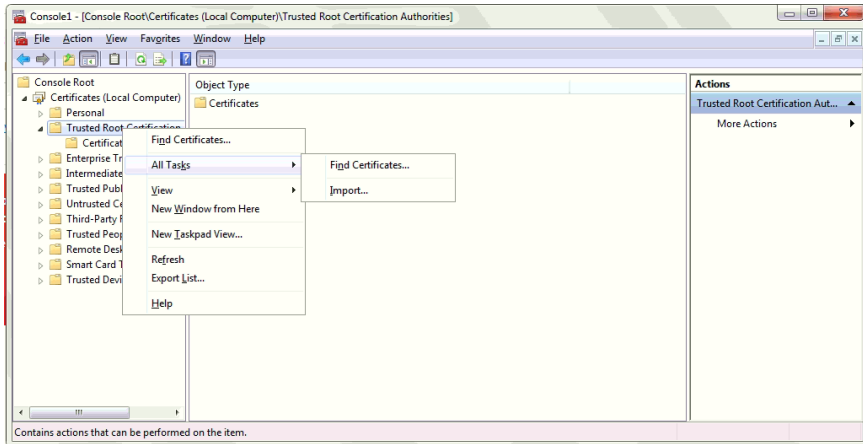 Console1 - [Console Root\Certificates (Local Computer)\Trusted Root Certification Authorities]
File Action View Favorites Window Help
Console Root
Certificates (Local Computer)
Personal
Trusted Root Certification
Certificat
Enterprise Tr
Intermediate
Trusted Publ
Untrusted Ce
Third-Party
Trusted Peop
Remote Desk
Smart Card T
Trusted Devi
Object Type
Certificates
Find Certificates...
All Tasks
View
New Window from Here
New Taskpad View...
Refresh
Export List...
Help
Find Certificates...
Import...
Actions
Trusted Root Certification Aut...
More Actions
Contains actions that can be performed on the item.